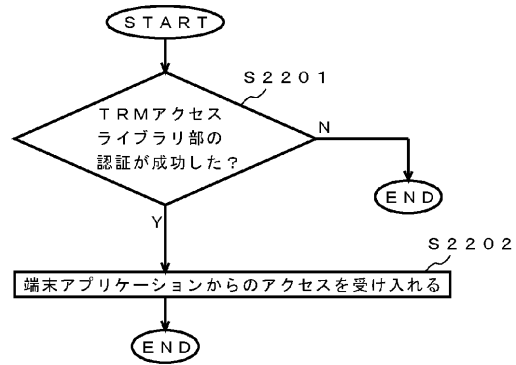 ＳＴＡＲＴ
Ｓ２２０１
ＴＲＭアクセス
ライブラリ部の
認証が成功した？
Ｎ
ＥＮＤ
Ｙ
Ｓ２２０２
端末アプリケーションからのアクセスを受け入れる
ＥＮＤ